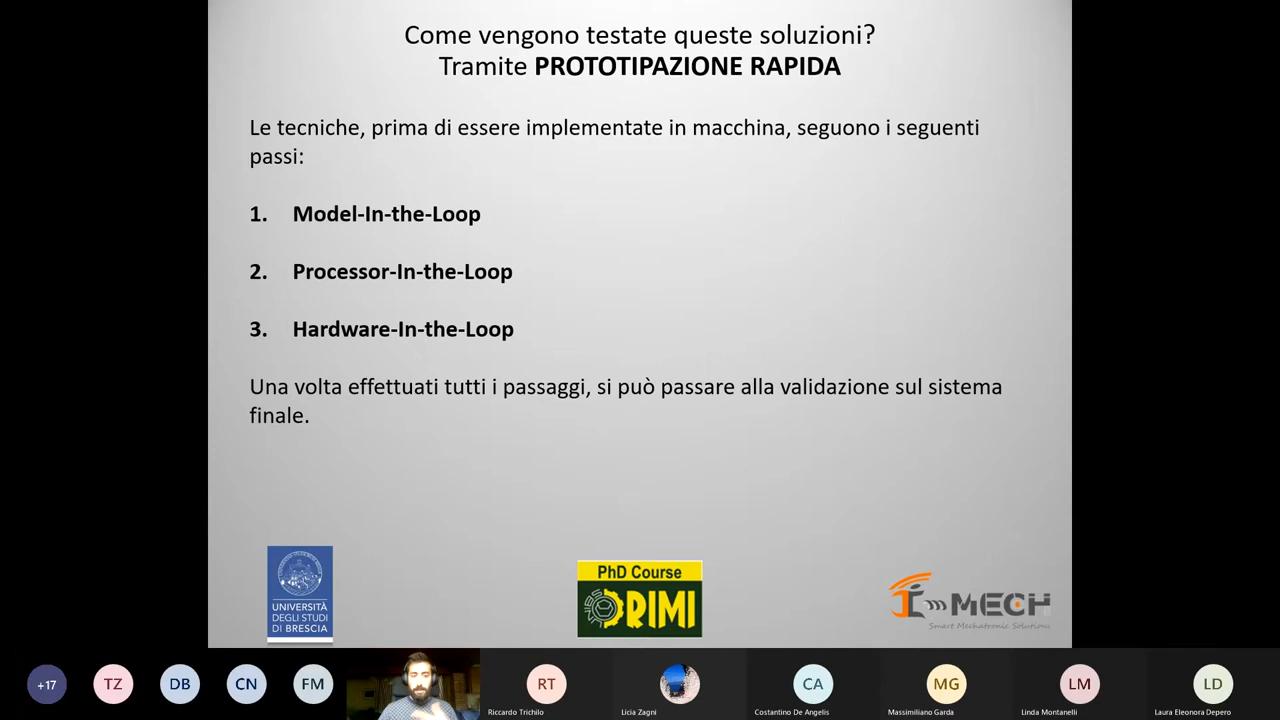 Come vengono testate queste soluzioni?
Tramite PROTOTIPAZIONE RAPIDA
Le tecniche, prima di essere implementate in macchina, seguono i seguenti
passi:
1. Model-In-the-Loop
2. Processor-In-the-Loop
3. Hardware-In-the-Loop
Una volta effettuati tutti i passaggi, si può passare alla validazione sul sistema
finale.
UNIVERSITÀ
DEGLI STUDI
DI BRESCIA
PhD Course
DRIMI
I-MECH
Smart Mechatronic Solutions
+17
TZ
DB
CN
FM
RT
CA
MG
LM
LD
Riccardo Trichilo
Licia Zagni
Costantino De Angelis
Massimiliano Garda
Linda Montanelli
Laura Eleonora Depero